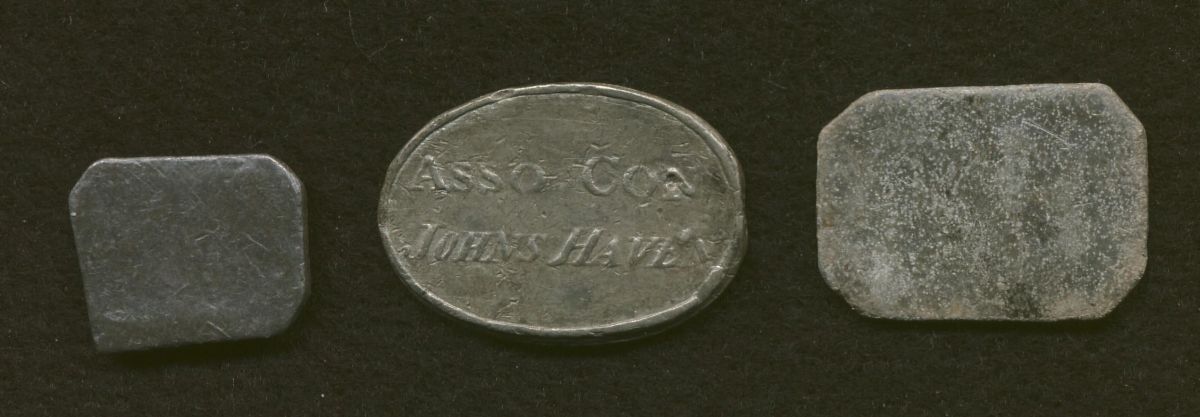 ASSO CON
JOHNS HAVEN